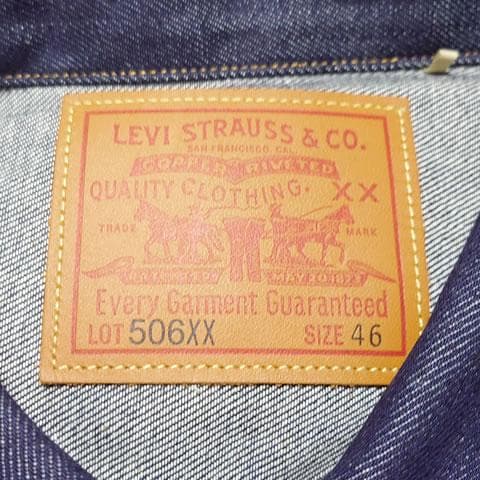 LEVI STRAUSS & CO.
SAN FRANCISCO, CAL.
COPPER RIVETED
QUALITY CLOTHING. XX
TRADE MARK
PATENTED MAY 20 1873
Every Garment Guaranteed
LOT 506XX SIZE 46